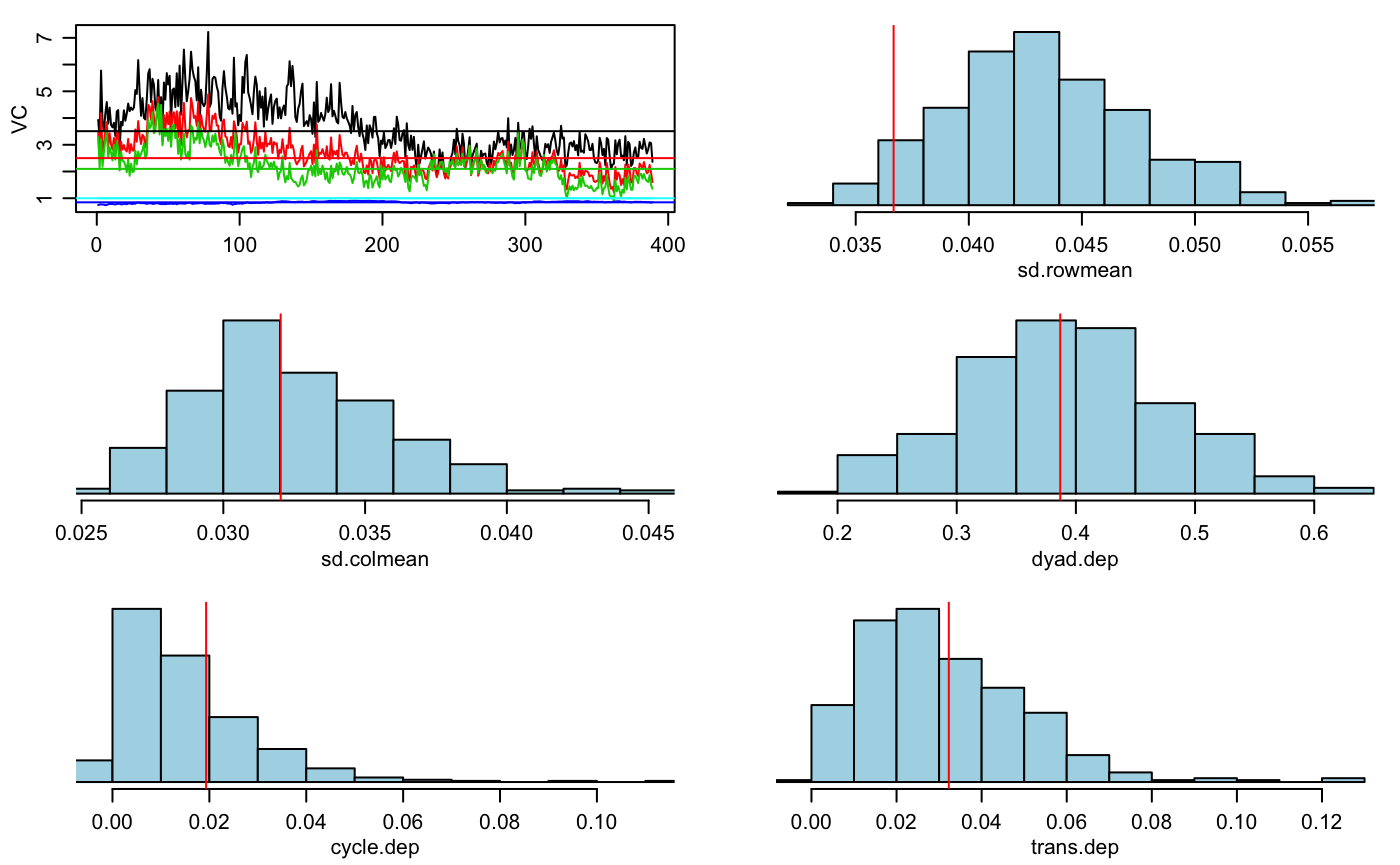 VC
7
5
3
1
0 100 200 300 400
0.035 0.040 0.045 0.050 0.055
sd.rowmean
0.025 0.030 0.035 0.040 0.045
sd.colmean
0.2 0.3 0.4 0.5 0.6
dyad.dep
0.00 0.02 0.04 0.06 0.08 0.10
cycle.dep
0.00 0.02 0.04 0.06 0.08 0.10 0.12
trans.dep